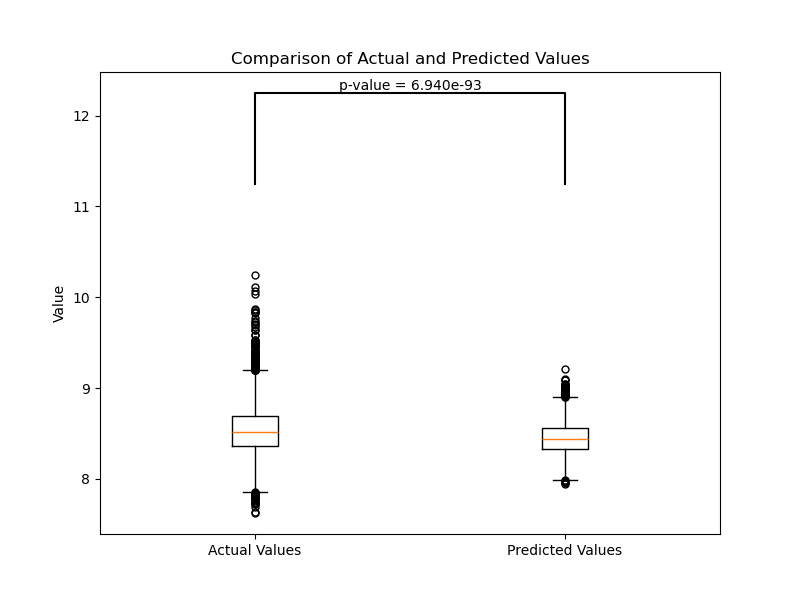 Comparison of Actual and Predicted Values
p-value = 6.940e-93
12
11
10
9
8
Value
Actual Values
Predicted Values